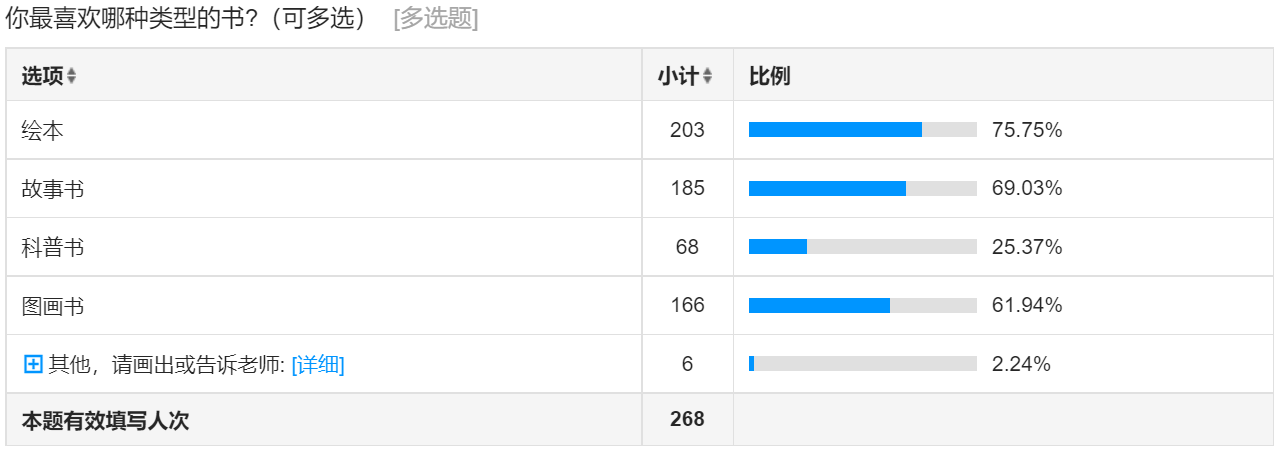 你最喜欢哪种类型的书?（可多选） [多选题]
选项 小计 比例
绘本 203 75.75%
故事书 185 69.03%
科普书 68 25.37%
图画书 166 61.94%
其他，请画出或告诉老师: [详细] 6 2.24%
本题有效填写人次 268